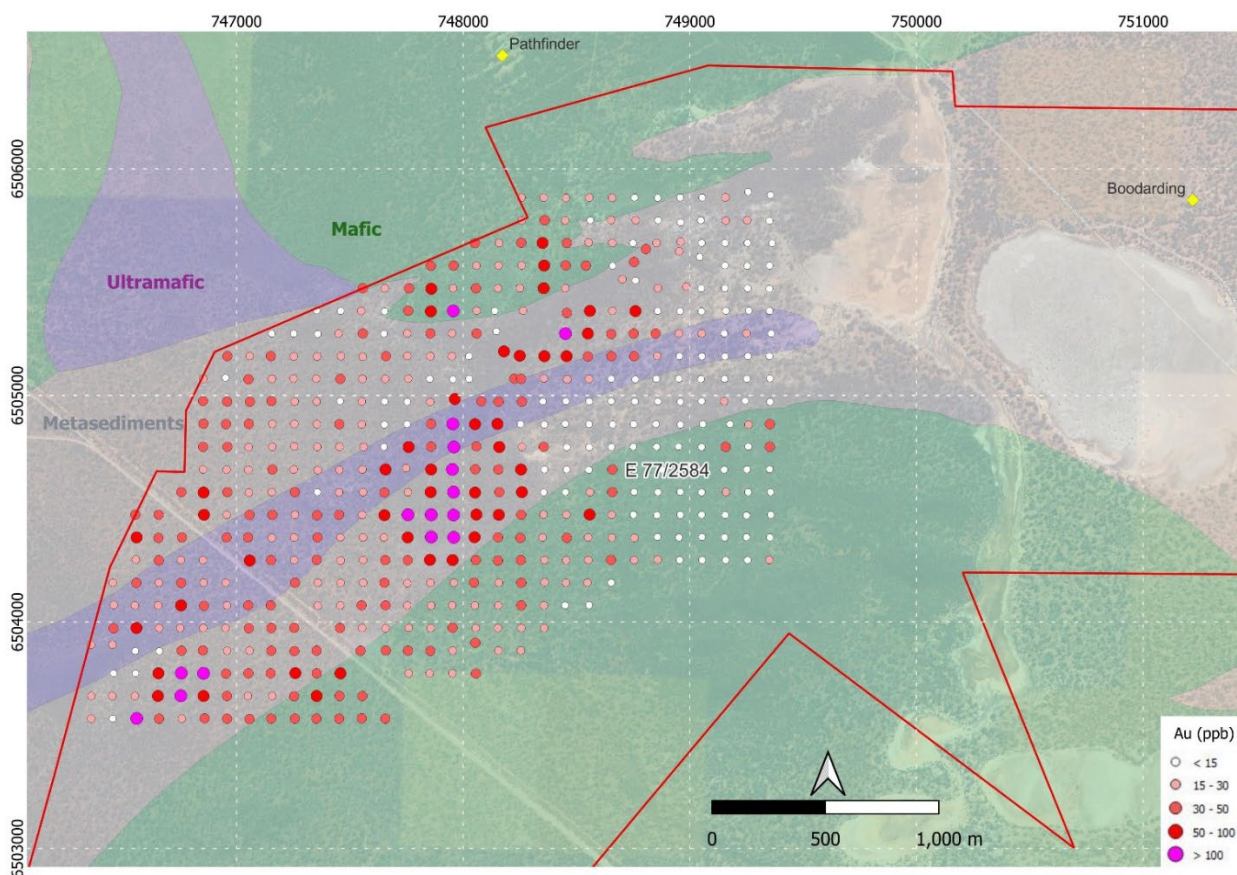 747000
748000
749000
750000
751000
Pathfinder
6506000
Boodarding
Mafic
Ultramafic
6505000
Metasediments
E 77/2584
6504000
Au (ppb)
< 15
15 - 30
30 - 50
50 - 100
> 100
6503000
0
500
1,000 m